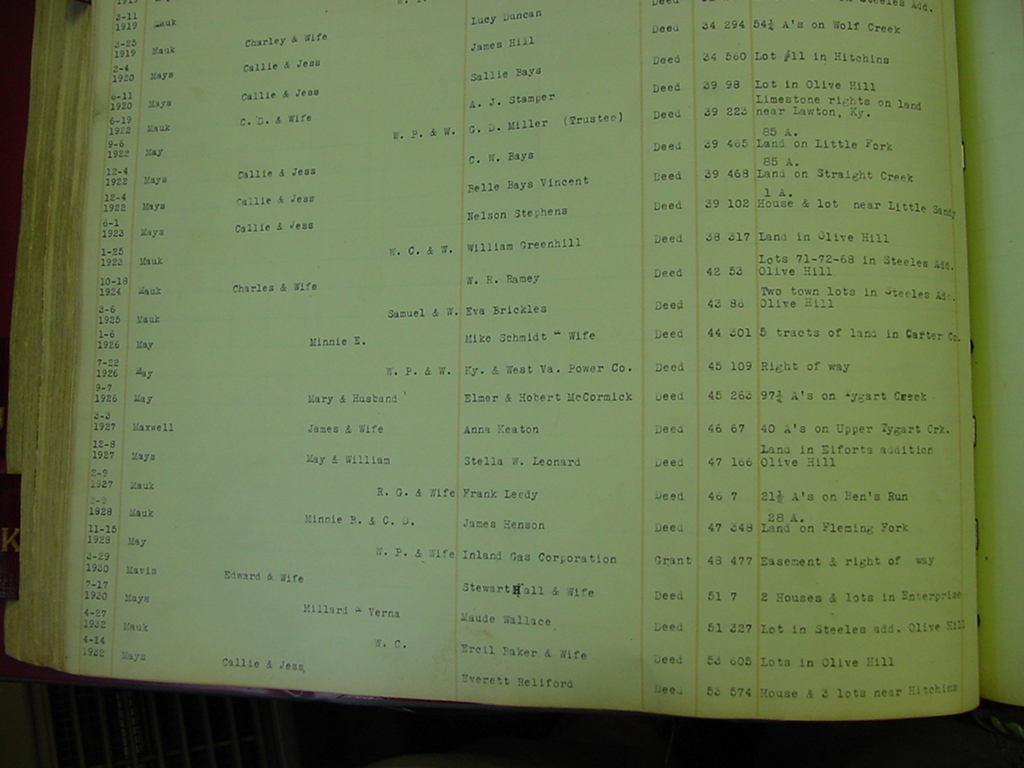 1919 W. P. Deed in Steeles Add.
3-11 1919 Mauk
3-25 1919 Mauk Charley & Wife Lucy Duncan
2-4 1920 Mays Callie & Jess James Hill Deed 34 294 54¼ A's on Wolf Creek
6-11 1920 Mays Callie & Jess Sallie Bays Deed 34 560 Lot #11 in Hitchins
6-19 1922 Mauk C. D. & Wife A. J. Stamper Deed 39 98 Lot in Olive Hill
9-6 1922 May W. P. & W. G. D. Miller (Trustee) Deed 39 223 Limestone rights on land
near Lawton, Ky.
12-4 1922 Mays Callie & Jess C. W. Bays Deed 39 465 85 A.
Land on Little Fork
12-4 1922 Mays Callie & Jess Belle Bays Vincent Deed 39 468 85 A.
Land on Straight Creek
6-1 1923 Mays Callie & Jess Nelson Stephens Deed 39 102 1 A.
House & lot near Little Sandy
1-25 1923 Mauk W. C. & W. William Greenhill Deed 38 317 Land in Olive Hill
10-18 1924 Mauk Charles & Wife W. R. Ramey Deed 42 53 Lots 71-72-68 in Steeles Add.
Olive Hill
3-6 1925 Mauk Samuel & W. Eva Brickles Deed 43 86 Two town lots in Steeles Ad.
Olive Hill
1-6 1926 May Minnie E. Mike Schmidt - Wife Deed 44 301 5 tracts of land in Carter Co.
7-22 1926 May W. P. & W. Ky. & West Va. Power Co. Deed 45 109 Right of way
9-7 1926 May Mary & Husband Elmer & Hobert McCormick Deed 45 263 97¾ A's on Tygart Creek
3-3 1927 Maxwell James & Wife Anna Keaton Deed 46 67 40 A's on Upper Tygart Crk.
12-8 1927 Mays May & William Stella W. Leonard Deed 47 166 Land in Elforts addition
Olive Hill
2-9 1927 Mauk R. G. & Wife Frank Leedy Deed 46 7 21½ A's on Ben's Run
2-9 1928 Mauk Minnie B. & C. D. James Henson Deed 47 348 28 A.
Land on Fleming Fork
11-15 1928 May W. P. & Wife Inland Gas Corporation Grant 48 477 Easement & right of way
3-29 1930 Mavis Edward & Wife Stewart Hall & Wife Deed 51 7 2 Houses & lots in Enterprise
7-17 1930 Mays Millard - Verna Maude Wallace Deed 51 327 Lot in Steeles add. Olive Hill
4-27 1932 Mauk W. C. Ercil Baker & Wife Deed 53 605 Lots in Olive Hill
4-14 1932 Mays Callie & Jess, Everett Reliford Deed 53 574 House & 3 lots near Hitchins
K